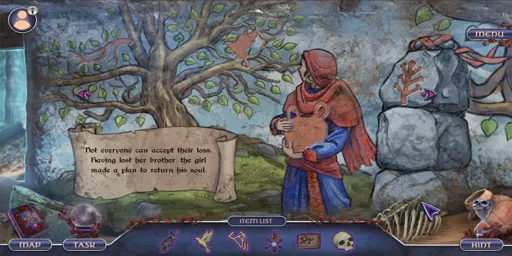 MENU
Not everyone can accept their loss.
Having lost her brother, the girl
made a plan to return his soul.
ITEM LIST
MAP
TASK
HINT